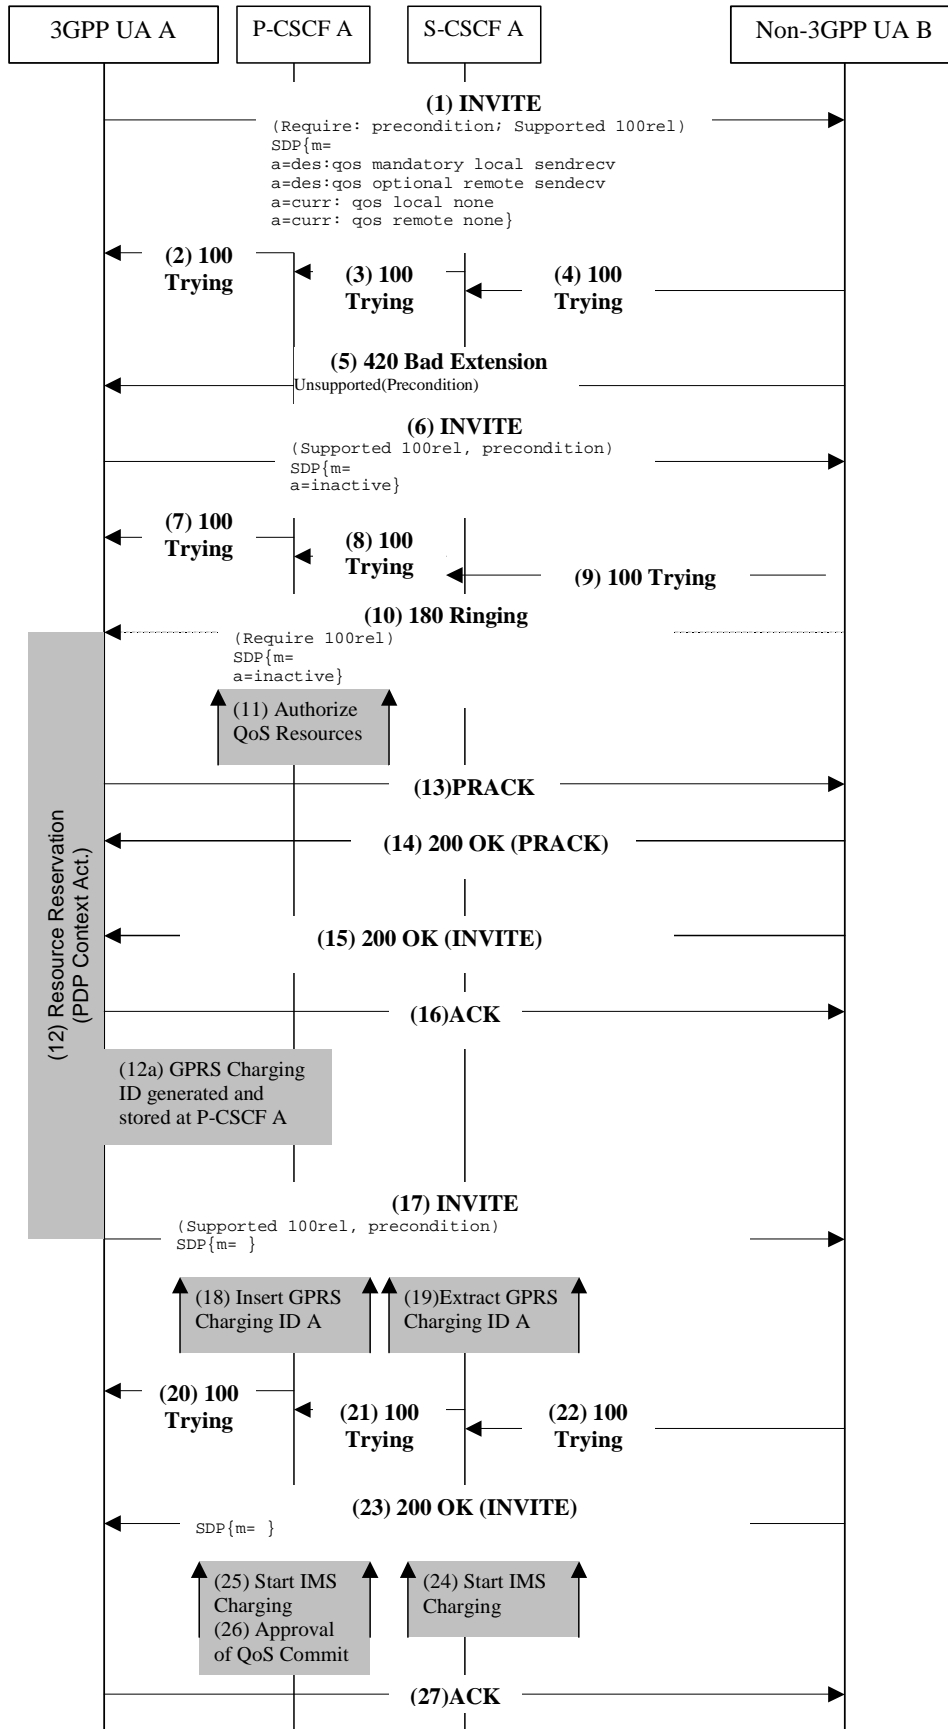 3GPP UA A
P-CSCF A
S-CSCF A
Non-3GPP UA B
(1) INVITE
(Require: precondition; Supported 100rel)
SDP{m=
a=des:qos mandatory local sendrecv
a=des:qos optional remote sendecv
a=curr: qos local none
a=curr: qos remote none}
(2) 100
Trying
(3) 100
Trying
(4) 100
Trying
(5) 420 Bad Extension
Unsupported(Precondition)
(6) INVITE
(Supported 100rel, precondition)
SDP{m=
a=inactive}
(7) 100
Trying
(8) 100
Trying
(9) 100 Trying
(10) 180 Ringing
(Require 100rel)
SDP{m=
a=inactive}
(11) Authorize
QoS Resources
(12) Resource Reservation
(PDP Context Act.)
(13)PRACK
(14) 200 OK (PRACK)
(15) 200 OK (INVITE)
(16)ACK
(12a) GPRS Charging
ID generated and
stored at P-CSCF A
(17) INVITE
(Supported 100rel, precondition)
SDP{m= }
(18) Insert GPRS
Charging ID A
(19)Extract GPRS
Charging ID A
(20) 100
Trying
(21) 100
Trying
(22) 100
Trying
(23) 200 OK (INVITE)
SDP{m= }
(25) Start IMS
Charging
(26) Approval
of QoS Commit
(24) Start IMS
Charging
(27)ACK